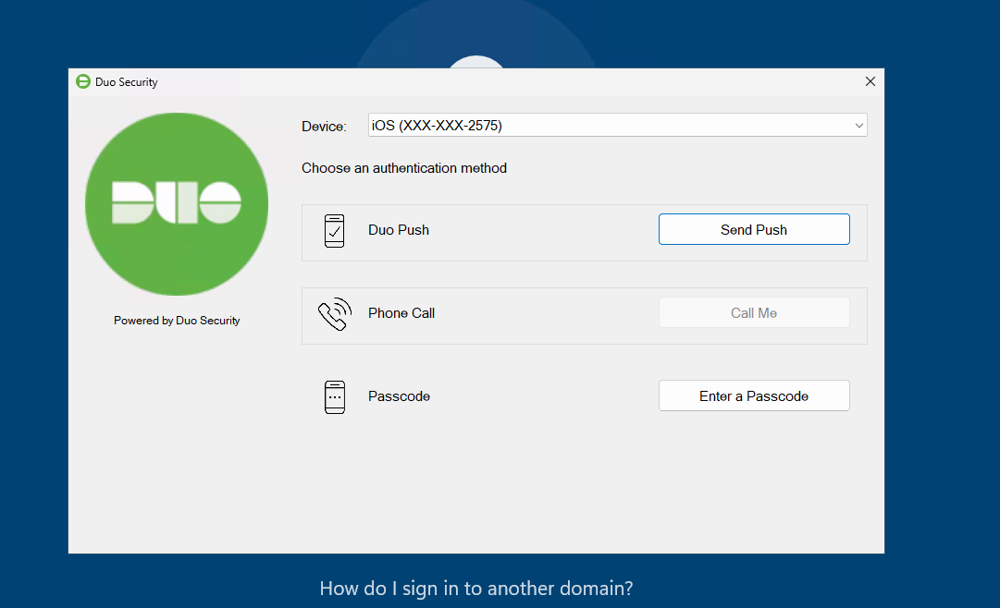 Duo Security
DUO
Powered by Duo Security
Device: iOS (XXX-XXX-2575)
Choose an authentication method
Duo Push Send Push
Phone Call Call Me
Passcode Enter a Passcode
How do I sign in to another domain?